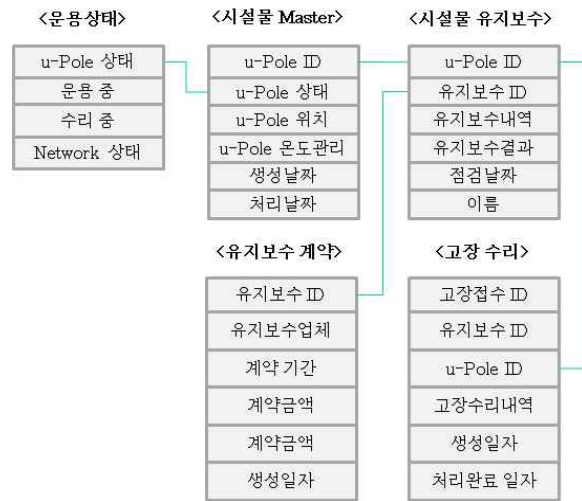 <운용상태>
u-Pole 상태
운용 중
수리 중
Network 상태
<시설물 Master>
u-Pole ID
u-Pole 상태
u-Pole 위치
u-Pole 온도관리
생성날짜
처리날짜
<시설물 유지보수>
u-Pole ID
유지보수 ID
유지보수내역
유지보수결과
점검날짜
이름
<유지보수 계약>
유지보수 ID
유지보수업체
계약 기간
계약금액
계약금액
생성일자
<고장 수리>
고장접수 ID
유지보수 ID
u-Pole ID
고장수리내역
생성일자
처리완료 일자